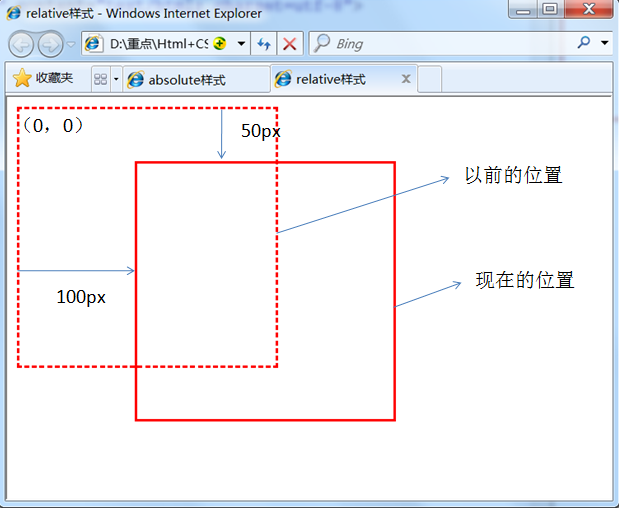 relative样式 - Windows Internet Explorer
D:\重点\Html+CS
Bing
收藏夹
absolute样式
relative样式
（0，0）
50px
以前的位置
现在的位置
100px